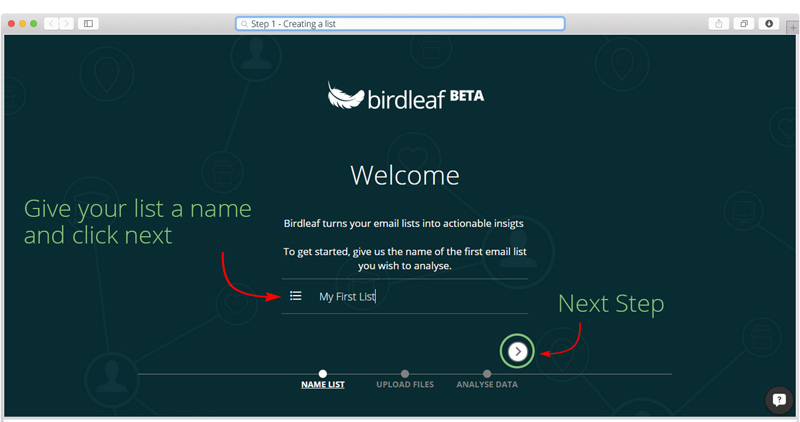 Step 1 - Creating a list
birdleaf BETA
Welcome
Give your list a name
and click next
Birdleaf turns your email lists into actionable insigts
To get started, give us the name of the first email list
you wish to analyse.
My First List
Next Step
NAME LIST
UPLOAD FILES
ANALYSE DATA